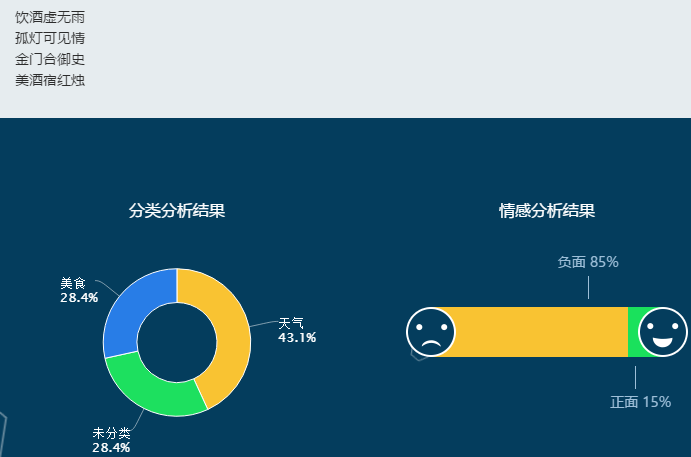 饮酒虚无雨
孤灯可见情
金门合御史
美酒宿红烛
分类分析结果
情感分析结果
负面 85%
美食
28.4%
天气
43.1%
正面 15%
未分类
28.4%